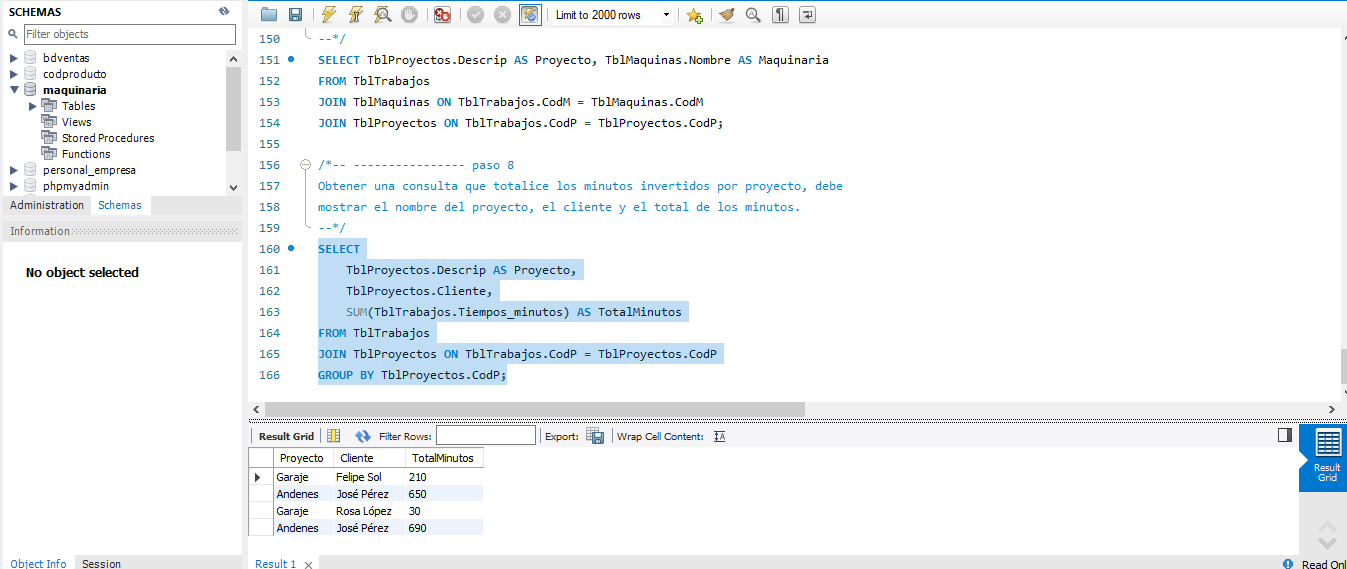 SCHEMAS
Filter objects
bdventas
codproducto
maquinaria
Tables
Views
Stored Procedures
Functions
personal_empresa
phpmyadmin
Administration Schemas
Information
No object selected
Object Info Session
Limit to 2000 rows
150 --*/
151 SELECT TblProyectos.Descrip AS Proyecto, TblMaquinas.Nombre AS Maquinaria
152 FROM TblTrabajos
153 JOIN TblMaquinas ON TblTrabajos.CodM = TblMaquinas.CodM
154 JOIN TblProyectos ON TblTrabajos.CodP = TblProyectos.CodP;
155
156 /*-- ---------------- paso 8
157 Obtener una consulta que totalice los minutos invertidos por proyecto, debe
158 mostrar el nombre del proyecto, el cliente y el total de los minutos.
159 --*/
160 SELECT
161 TblProyectos.Descrip AS Proyecto,
162 TblProyectos.Cliente,
163 SUM(TblTrabajos.Tiempos_minutos) AS TotalMinutos
164 FROM TblTrabajos
165 JOIN TblProyectos ON TblTrabajos.CodP = TblProyectos.CodP
166 GROUP BY TblProyectos.CodP;
Result Grid Filter Rows: Export: Wrap Cell Content:
Proyecto Cliente TotalMinutos
Garaje Felipe Sol 210
Andenes José Pérez 650
Garaje Rosa López 30
Andenes José Pérez 690
Result
Grid
Result 1
Read Onl